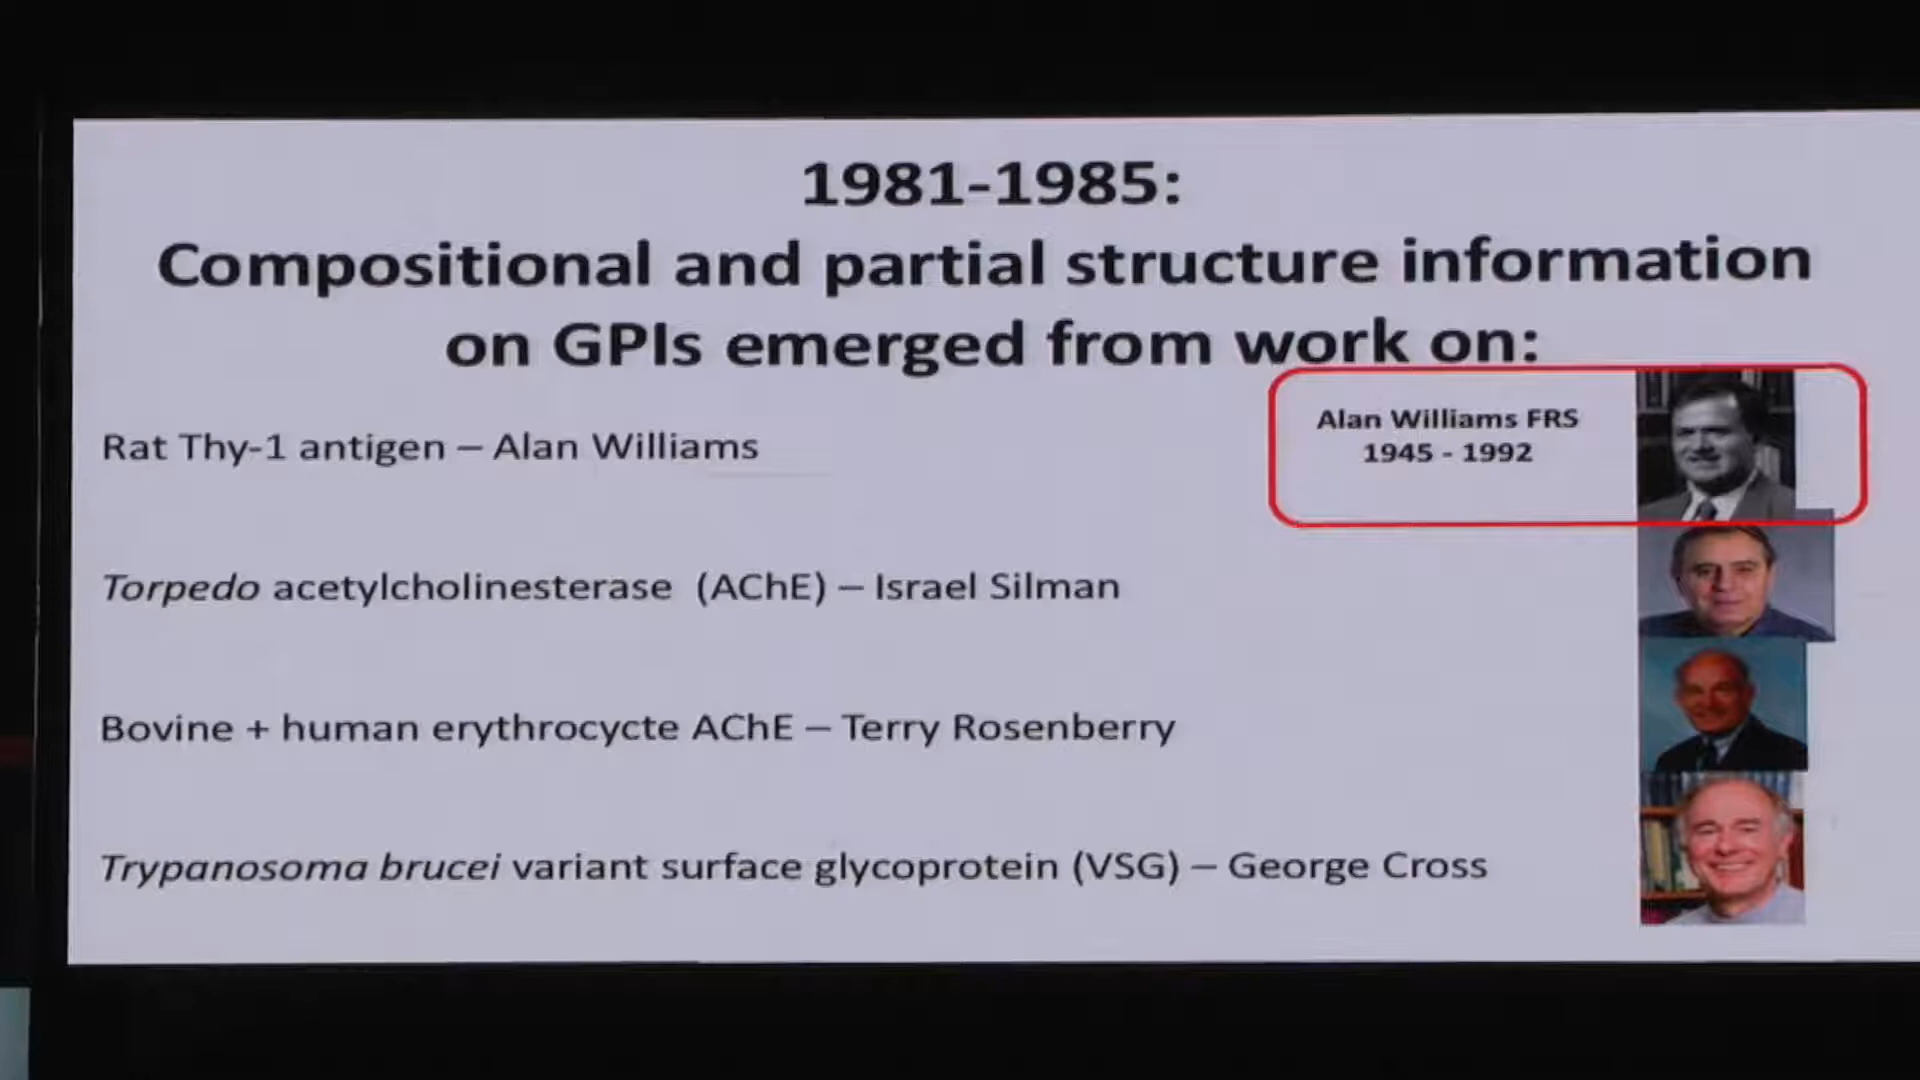 1981-1985:
Compositional and partial structure information
on GPIs emerged from work on:
Alan Williams FRS
1945 - 1992
Rat Thy-1 antigen – Alan Williams
Torpedo acetylcholinesterase (AChE) – Israel Silman
Bovine + human erythrocycte AChE – Terry Rosenberry
Trypanosoma brucei variant surface glycoprotein (VSG) – George Cross